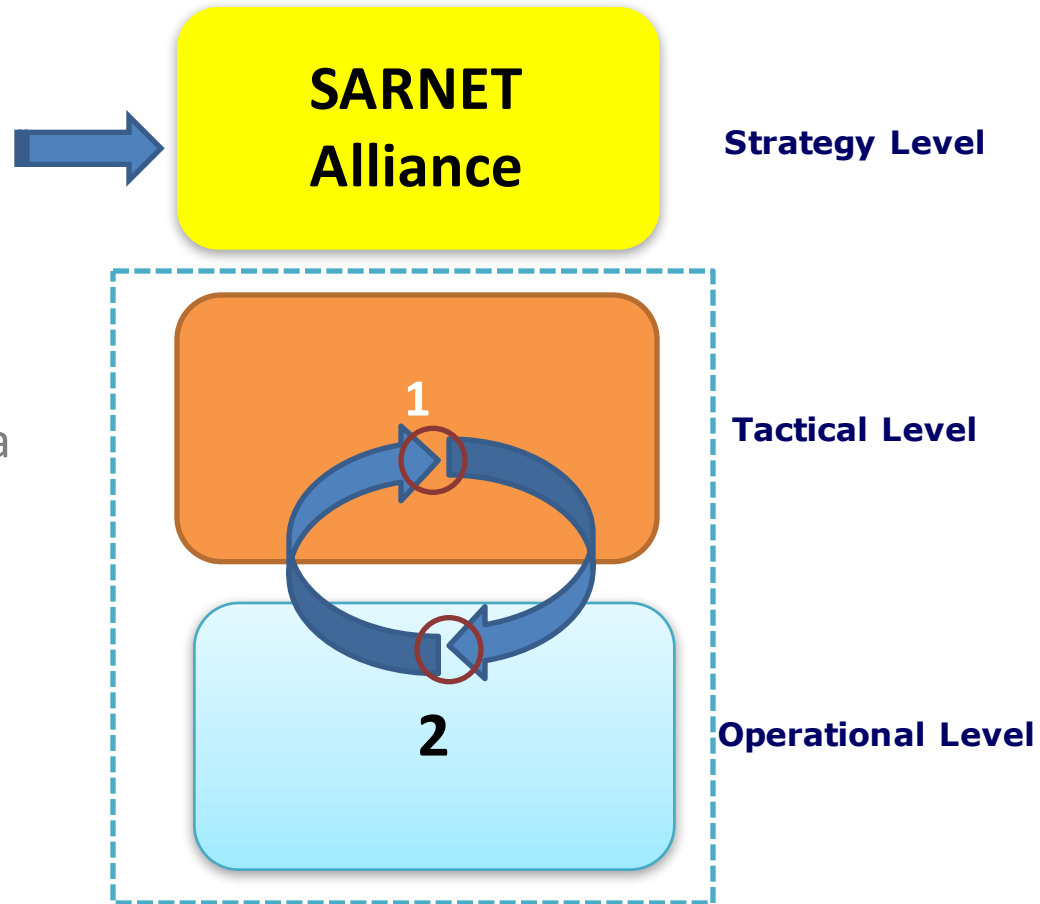 SARNET
Alliance
Strategy Level
1
a
Tactical Level
2
Operational Level